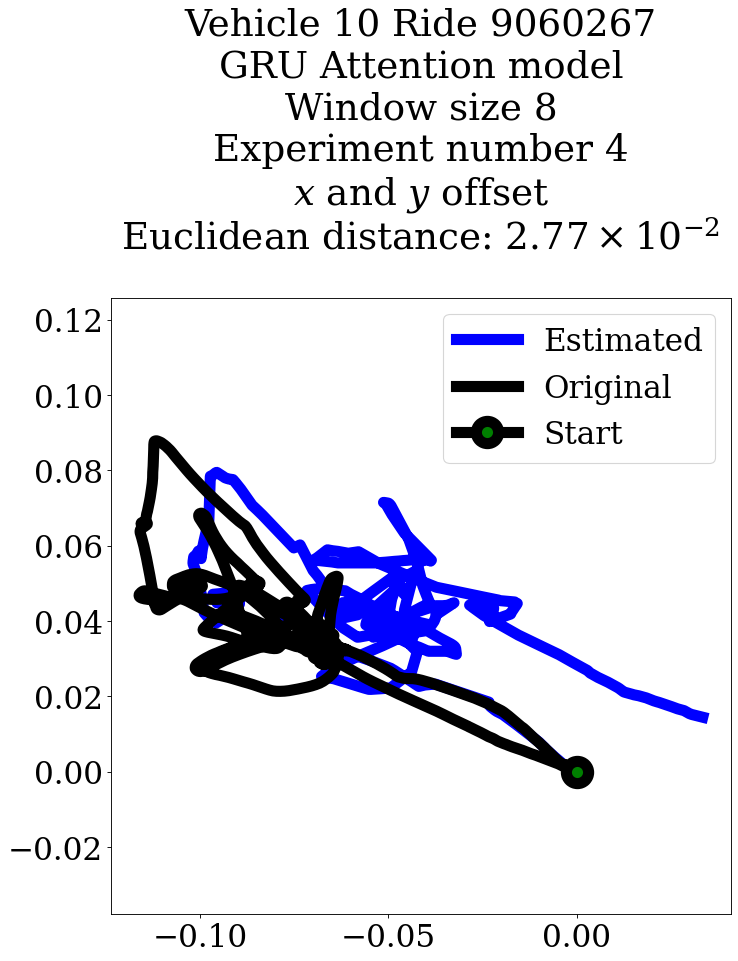 Vehicle 10 Ride 9060267
GRU Attention model
Window size 8
Experiment number 4
x and y offset
Euclidean distance: 2.77 × 10⁻²
Estimated
Original
Start
0.12
0.10
0.08
0.06
0.04
0.02
0.00
−0.02
−0.10 −0.05 0.00